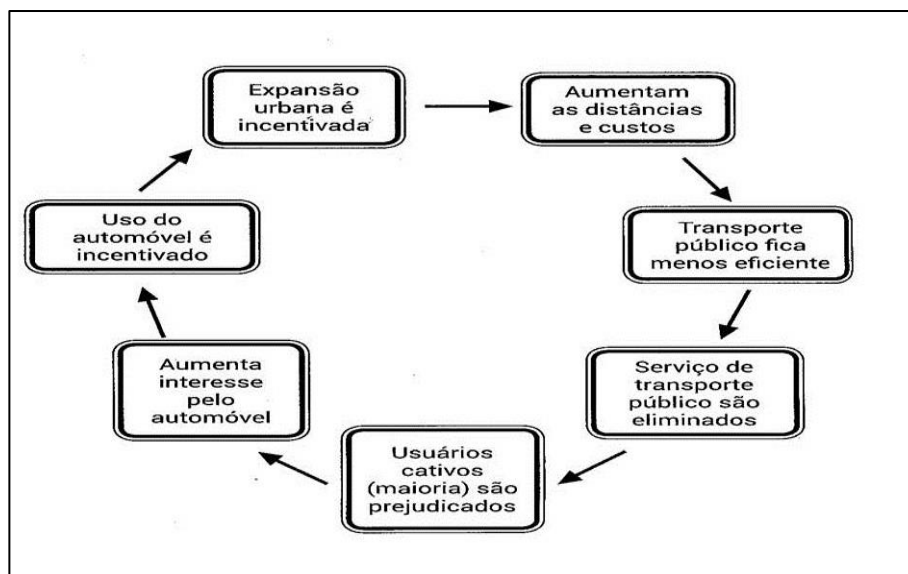 Expansão
urbana é
incentivada
Aumentam
as distâncias
e custos
Transporte
público fica
menos eficiente
Serviço de
transporte
público são
eliminados
Usuários
cativos
(maioria) são
prejudicados
Aumenta
interesse
pelo
automóvel
Uso do
automóvel é
incentivado